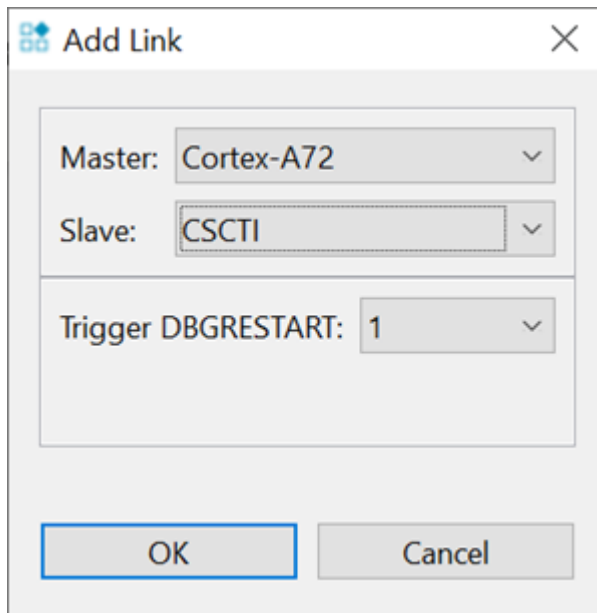 Add Link
Master: Cortex-A72
Slave: CSCTI
Trigger DBGRESTART: 1
OK Cancel